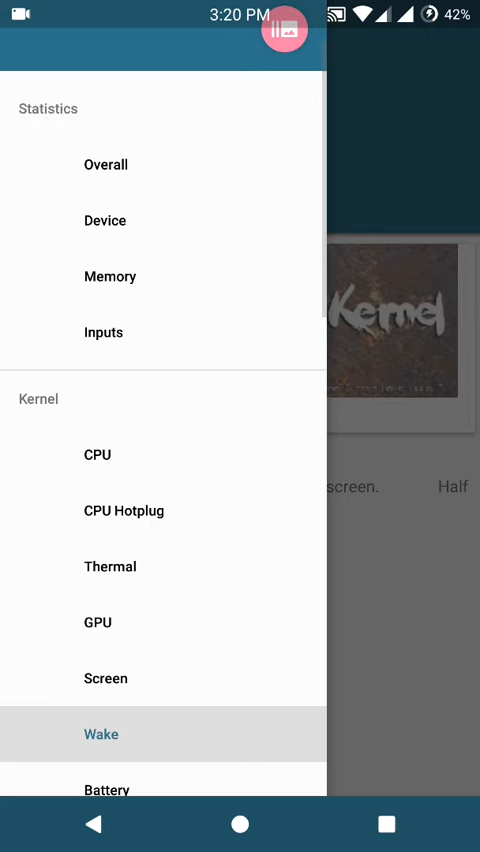 3:20 PM
42%
Statistics
Overall
Device
Memory
Inputs
Kernel
CPU
CPU Hotplug
Thermal
GPU
Screen
Wake
Battery
Kernel
screen.
Half